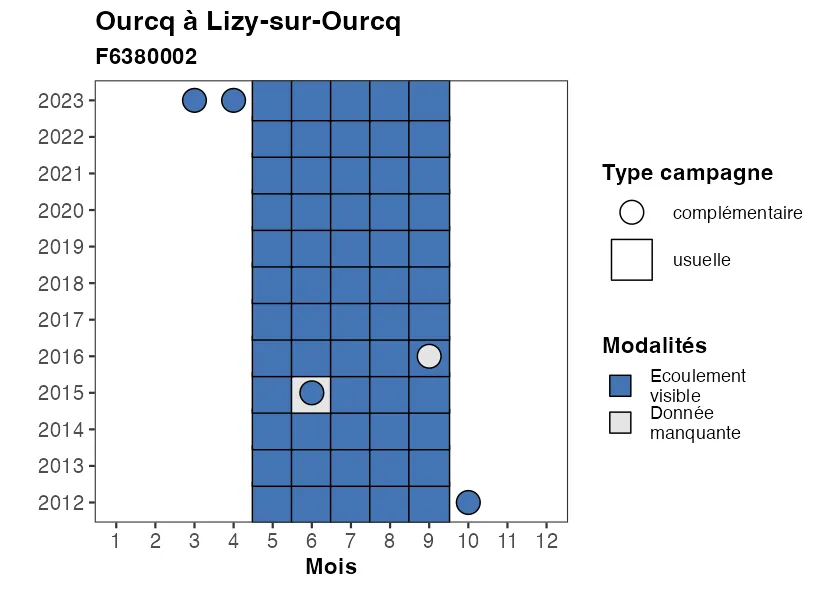 Ourcq à Lizy-sur-Ourcq
F6380002
2023
2022
2021
2020
2019
2018
2017
2016
2015
2014
2013
2012
1 2 3 4 5 6 7 8 9 10 11 12
Mois
Type campagne
complémentaire
usuelle
Modalités
Ecoulement
visible
Donnée
manquante